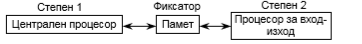 Степен 1
Фиксатор
Степен 2
Централен процесор
Памет
Процесор за вход-
изход